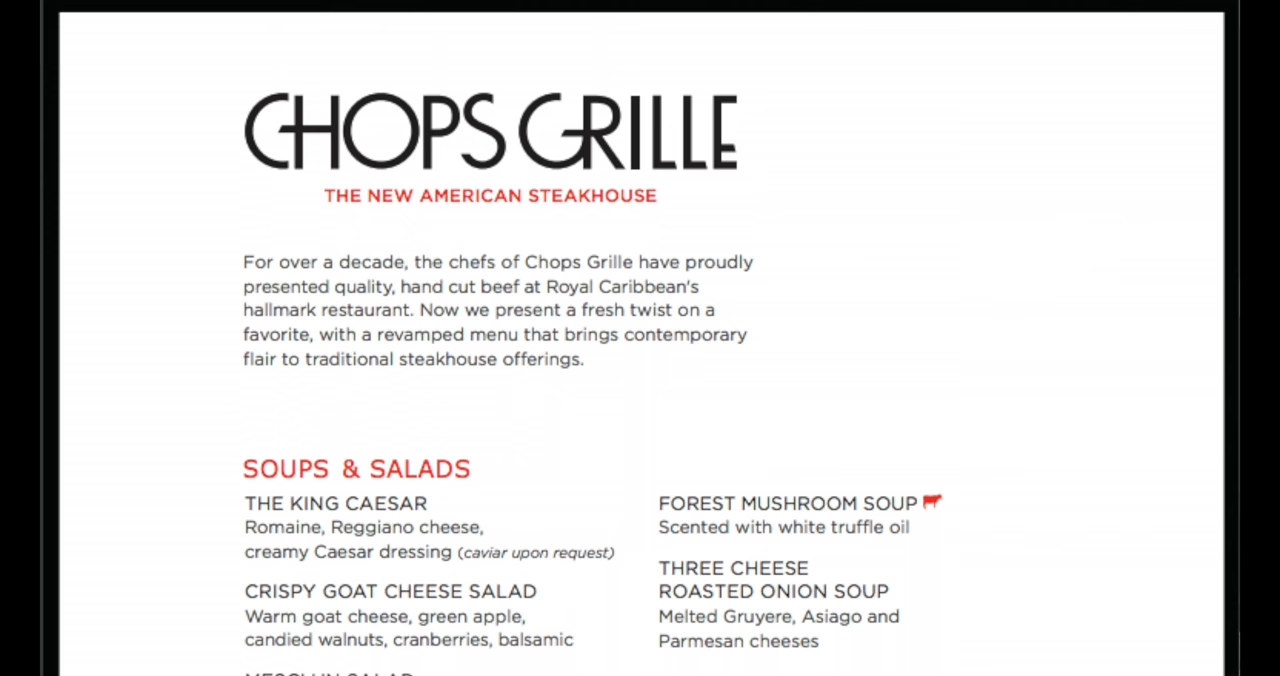 CHOPS GRILLE
THE NEW AMERICAN STEAKHOUSE
For over a decade, the chefs of Chops Grille have proudly
presented quality, hand cut beef at Royal Caribbean's
hallmark restaurant. Now we present a fresh twist on a
favorite, with a revamped menu that brings contemporary
flair to traditional steakhouse offerings.
SOUPS & SALADS
THE KING CAESAR
Romaine, Reggiano cheese,
creamy Caesar dressing (caviar upon request)
CRISPY GOAT CHEESE SALAD
Warm goat cheese, green apple,
candied walnuts, cranberries, balsamic
FOREST MUSHROOM SOUP
Scented with white truffle oil
THREE CHEESE
ROASTED ONION SOUP
Melted Gruyere, Asiago and
Parmesan cheeses